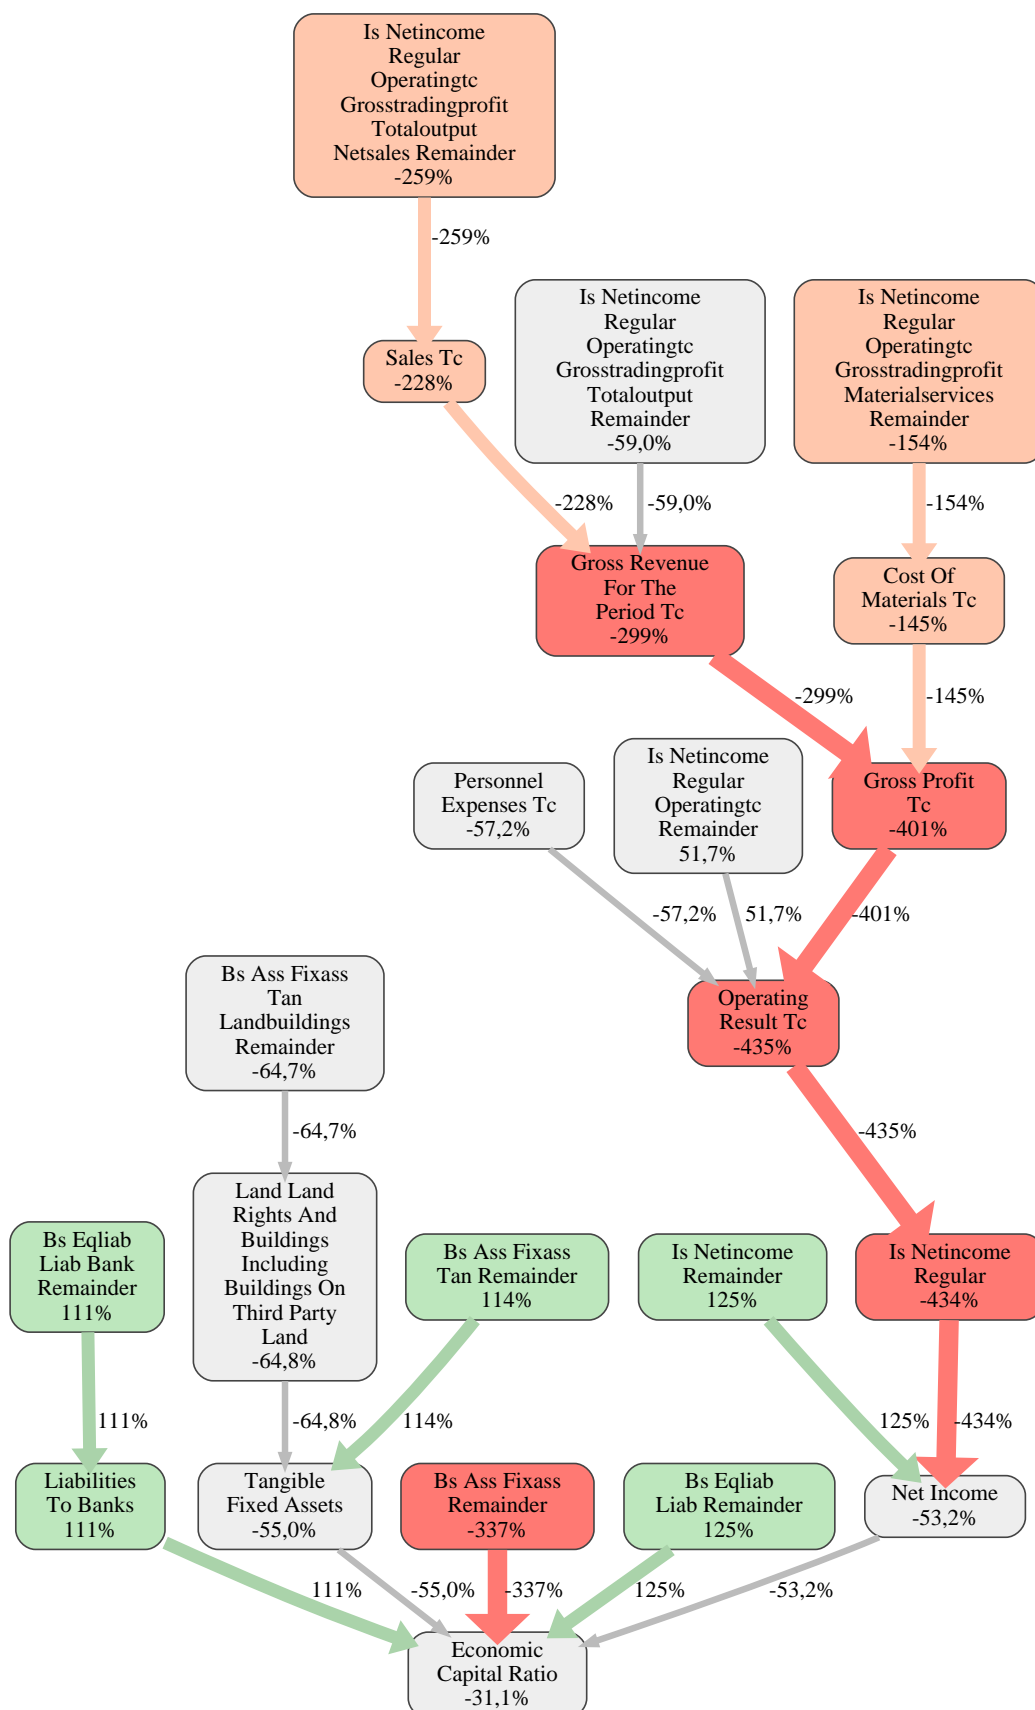 Is Netincome
Regular
Operatingtc
Grosstradingprofit
Totaloutput
Netsales Remainder
-259%
-259%
Sales Tc
-228%
Is Netincome
Regular
Operatingtc
Grosstradingprofit
Totaloutput
Remainder
-59,0%
Is Netincome
Regular
Operatingtc
Grosstradingprofit
Materialservices
Remainder
-154%
-228%
-59,0%
-154%
Gross Revenue
For The
Period Tc
-299%
Cost Of
Materials Tc
-145%
-299%
-145%
Personnel
Expenses Tc
-57,2%
Is Netincome
Regular
Operatingtc
Remainder
51,7%
Gross Profit
Tc
-401%
-57,2%
51,7%
-401%
Bs Ass Fixass
Tan
Landbuildings
Remainder
-64,7%
Operating
Result Tc
-435%
-64,7%
-435%
Bs Eqliab
Liab Bank
Remainder
111%
Land Land
Rights And
Buildings
Including
Buildings On
Third Party
Land
-64,8%
Bs Ass Fixass
Tan Remainder
114%
Is Netincome
Remainder
125%
Is Netincome
Regular
-434%
111%
-64,8%
114%
125%
-434%
Liabilities
To Banks
111%
Tangible
Fixed Assets
-55,0%
Bs Ass Fixass
Remainder
-337%
Bs Eqliab
Liab Remainder
125%
Net Income
-53,2%
111%
-55,0%
-337%
125%
-53,2%
Economic
Capital Ratio
-31,1%